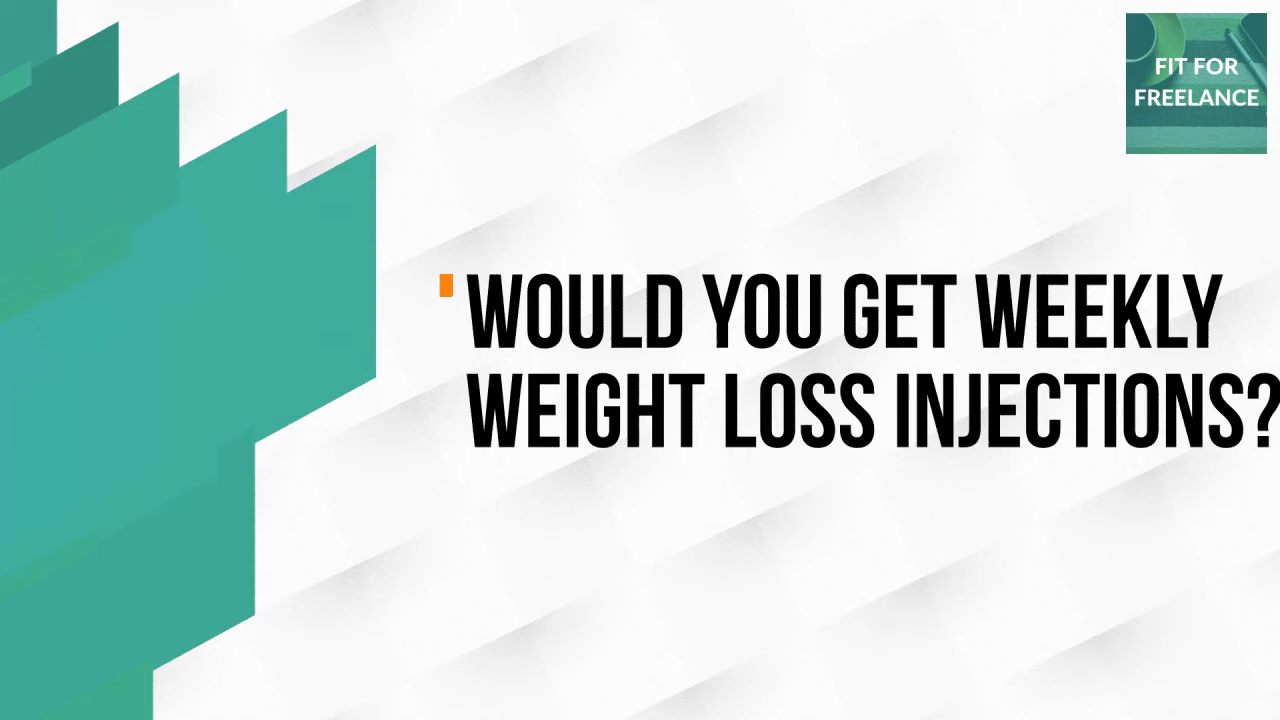 FIT FOR
FREELANCE
WOULD YOU GET WEEKLY
WEIGHT LOSS INJECTIONS?